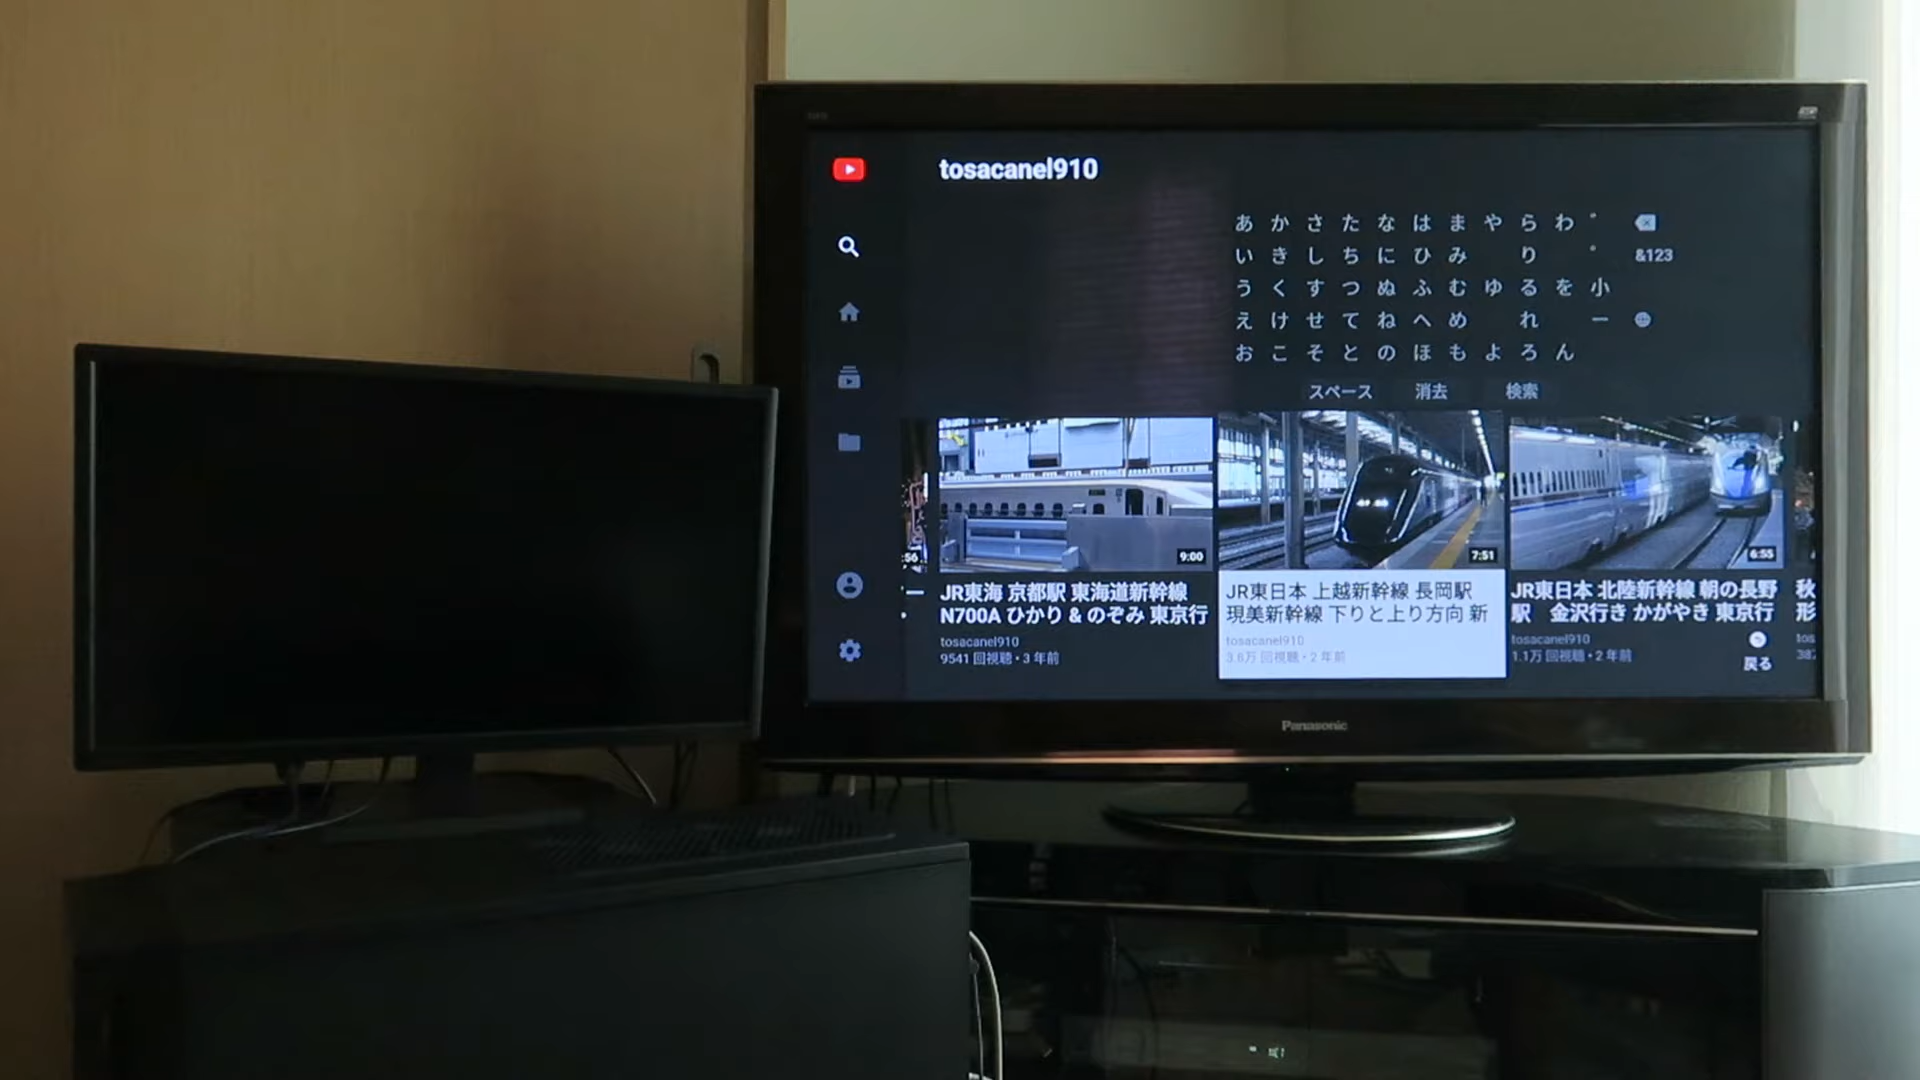 tosacanel910
あ か さ た な は ま や ら わ ゛
い き し ち に ひ み り ゜ &123
う く す つ ぬ ふ む ゆ る を 小
え け せ て ね へ め れ ー
お こ そ と の ほ も よ ろ ん
スペース 消去 検索
:56
9:00
7:51
6:55
JR東海 京都駅 東海道新幹線
N700A ひかり & のぞみ 東京行
tosacanel910
9541 回視聴・3 年前
JR東日本 上越新幹線 長岡駅
現美新幹線 下りと上り方向 新
tosacanel910
3.8万 回視聴・2 年前
JR東日本 北陸新幹線 朝の長野
駅 金沢行き かがやき 東京行
tosacanel910
1.1万 回視聴・2 年前
秋
形
tos
戻る
Panasonic